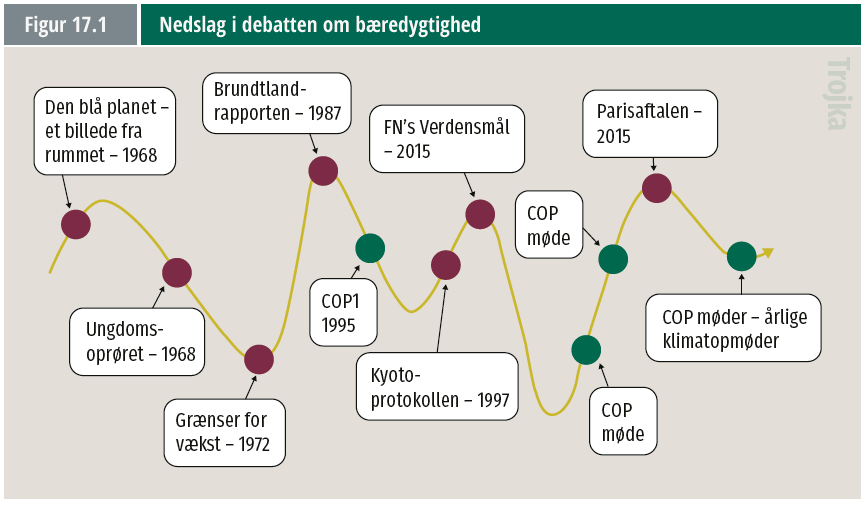 Figur 17.1
Nedslag i debatten om bæredygtighed
Trojka
Den blå planet –
et billede fra
rummet – 1968
Ungdoms-
oprøret – 1968
Grænser for
vækst – 1972
Brundtland-
rapporten – 1987
COP1
1995
Kyoto-
protokollen – 1997
FN's Verdensmål
– 2015
COP
møde
COP
møde
Parisaftalen –
2015
COP møder – årlige
klimatopmøder